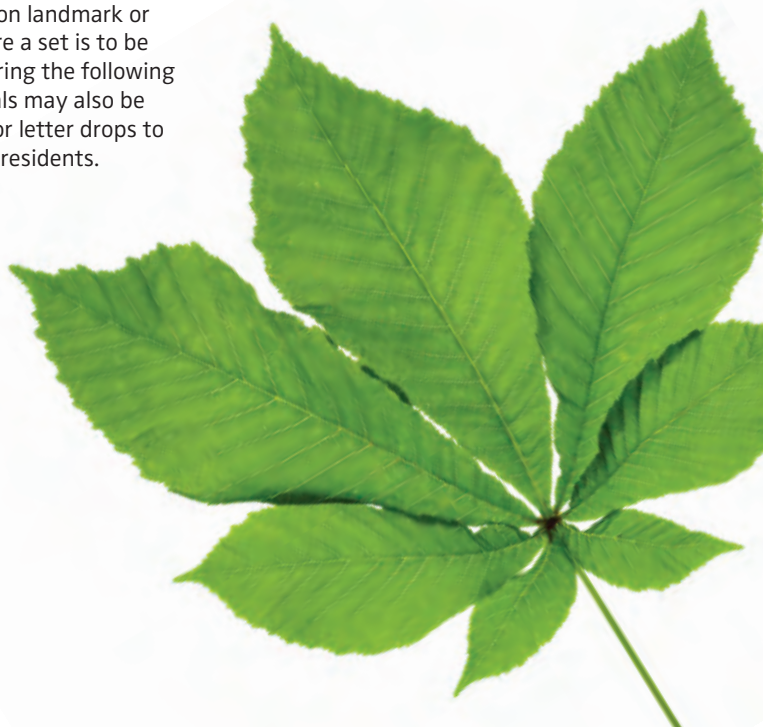 on landmark or
re a set is to be
ring the following
als may also be
or letter drops to
residents.